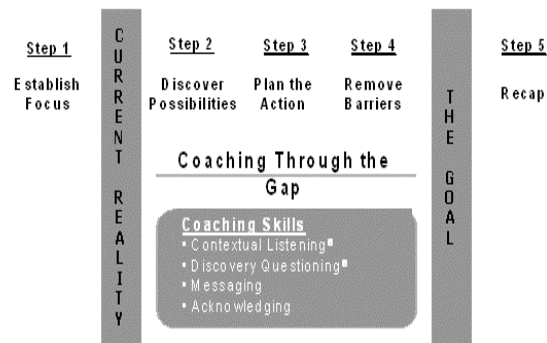 Step 1
Establish
Focus
CURRENT REALITY
Step 2
Discover
Possibilities
Step 3
Plan the
Action
Step 4
Remove
Barriers
Coaching Through the
Gap
Coaching Skills
▪ Contextual Listening
▪ Discovery Questioning
▪ Messaging
▪ Acknowledging
THE GOAL
Step 5
Recap